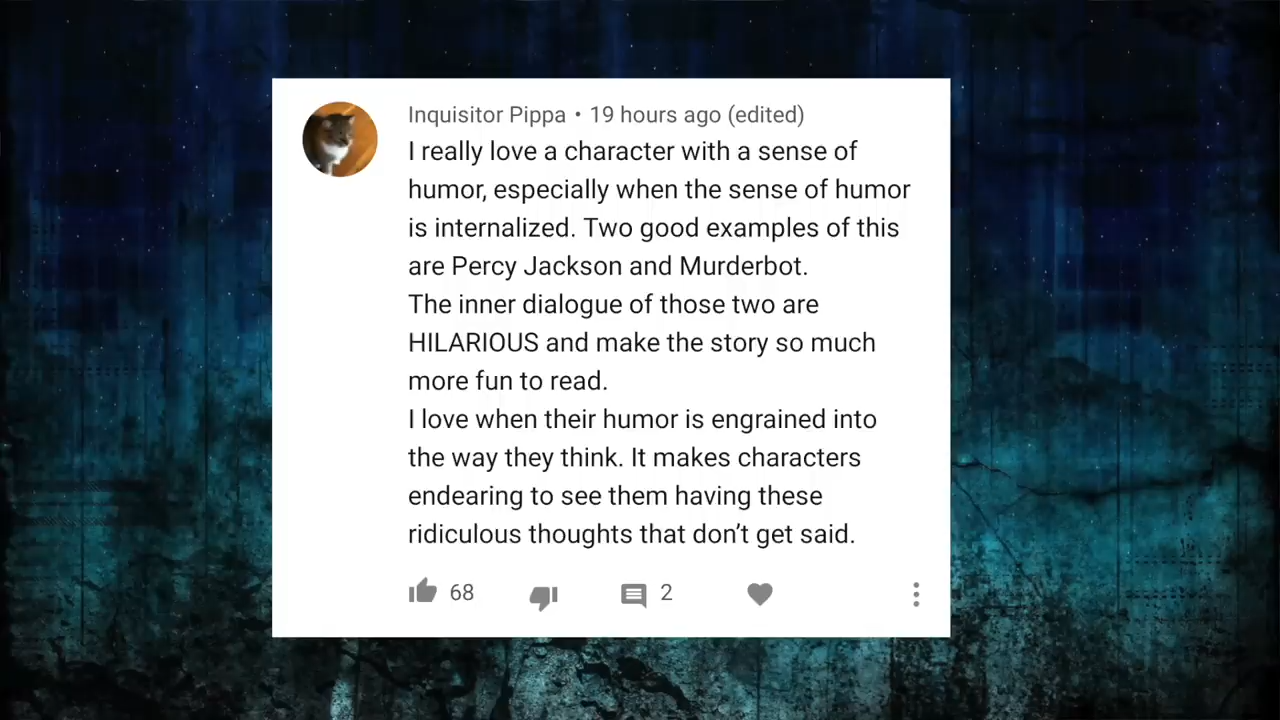 Inquisitor Pippa • 19 hours ago (edited)
I really love a character with a sense of
humor, especially when the sense of humor
is internalized. Two good examples of this
are Percy Jackson and Murderbot.
The inner dialogue of those two are
HILARIOUS and make the story so much
more fun to read.
I love when their humor is engrained into
the way they think. It makes characters
endearing to see them having these
ridiculous thoughts that don’t get said.
68 2